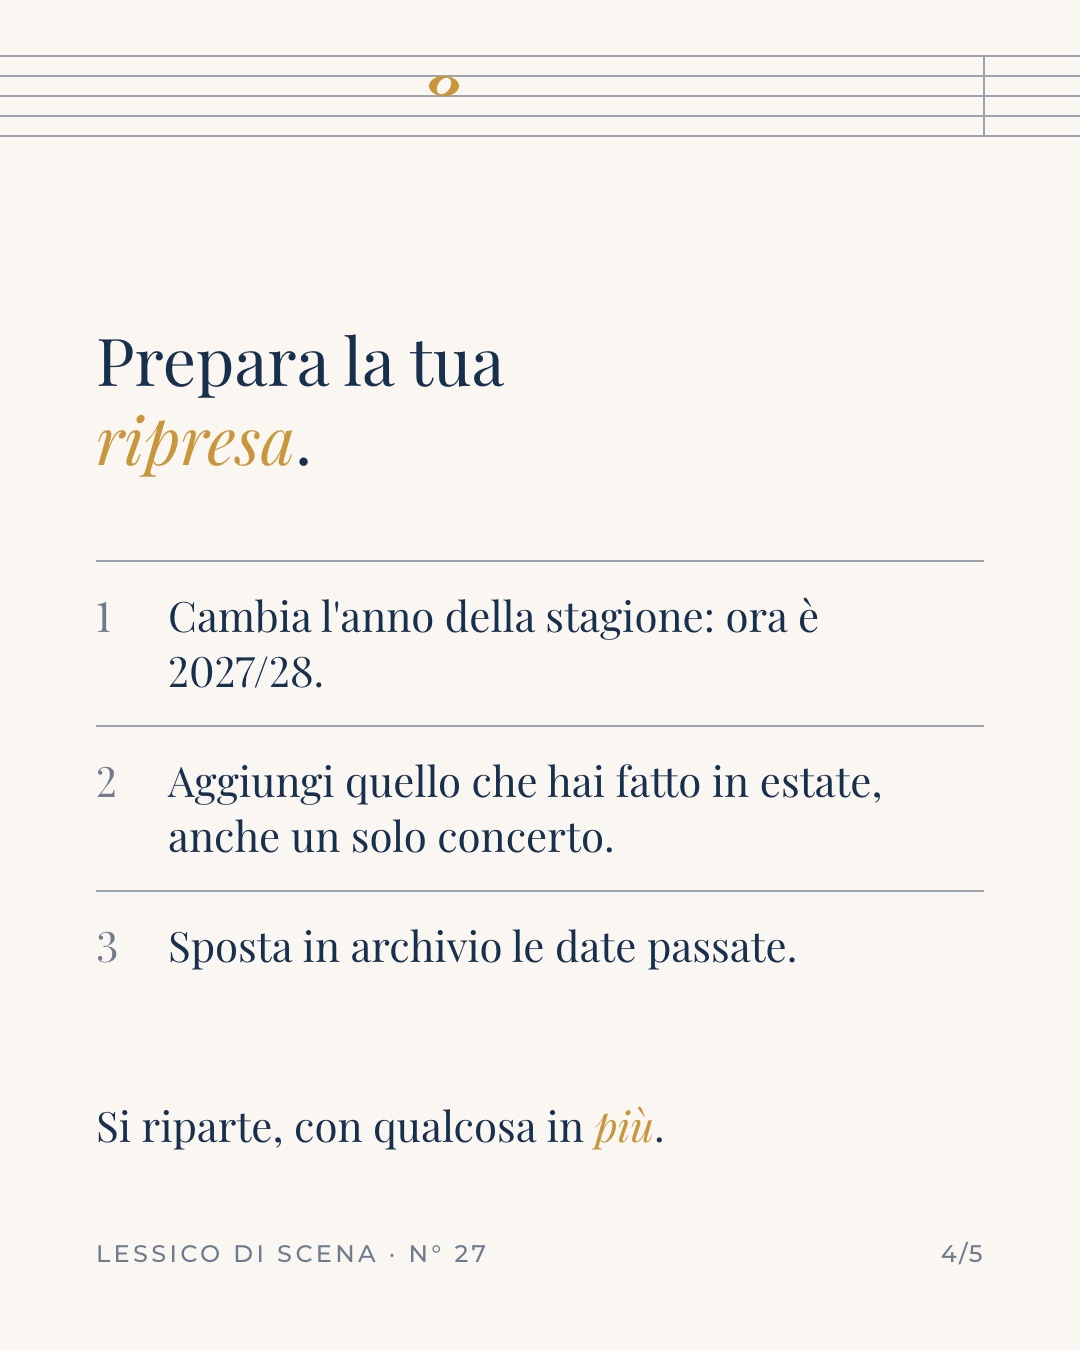 Prepara la tua
ripresa.
1 Cambia l'anno della stagione: ora è
2027/28.
2 Aggiungi quello che hai fatto in estate,
anche un solo concerto.
3 Sposta in archivio le date passate.
Si riparte, con qualcosa in più.
LESSICO DI SCENA · N° 27
4/5